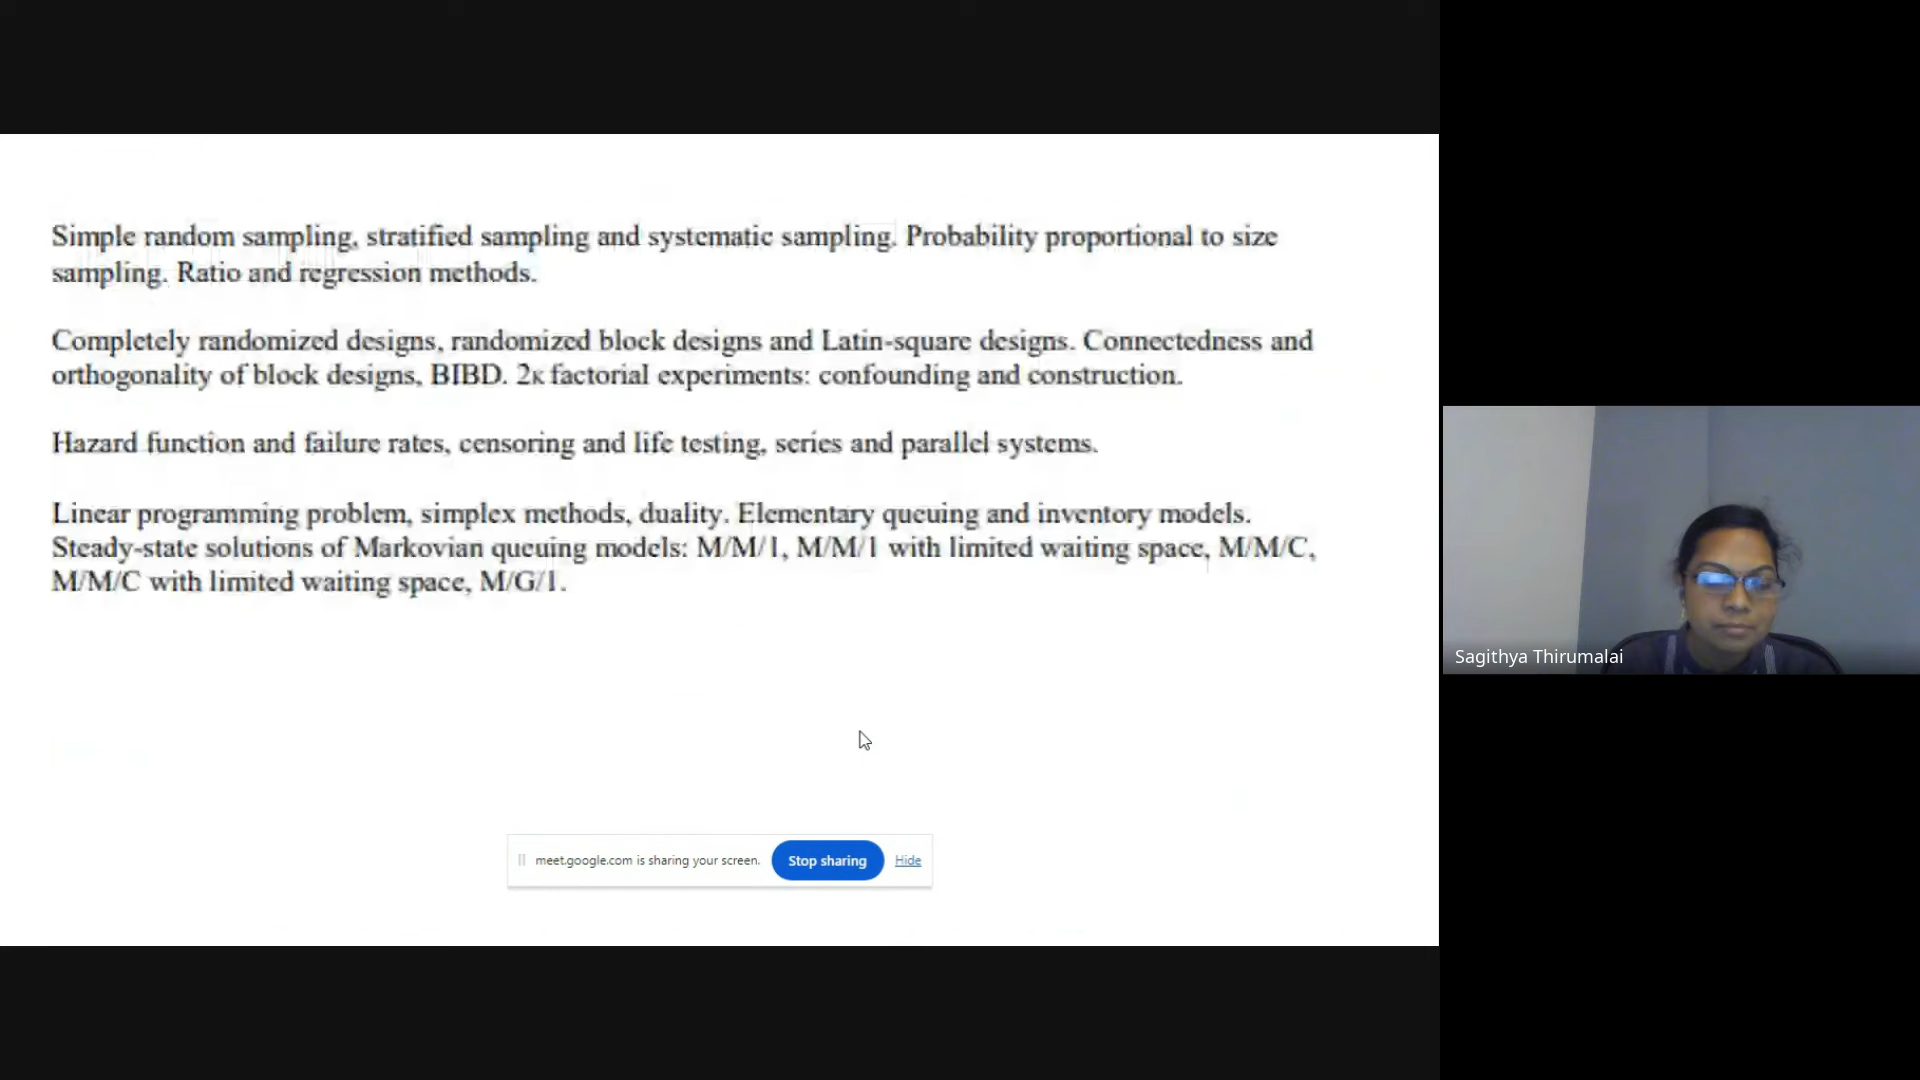 Simple random sampling, stratified sampling and systematic sampling. Probability proportional to size
sampling. Ratio and regression methods.
Completely randomized designs, randomized block designs and Latin-square designs. Connectedness and
orthogonality of block designs, BIBD. 2K factorial experiments: confounding and construction.
Hazard function and failure rates, censoring and life testing, series and parallel systems.
Linear programming problem, simplex methods, duality. Elementary queuing and inventory models.
Steady-state solutions of Markovian queuing models: M/M/1, M/M/1 with limited waiting space, M/M/C,
M/M/C with limited waiting space, M/G/1.
meet.google.com is sharing your screen. Stop sharing Hide
Sagithya Thirumalai